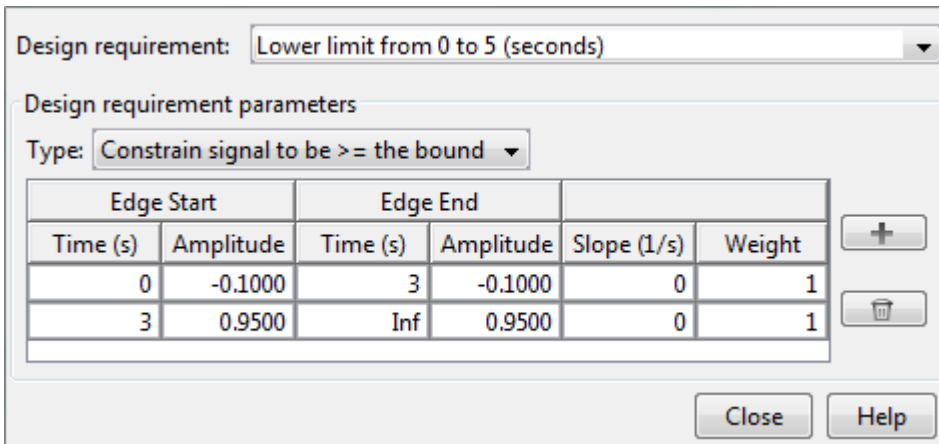 Design requirement: Lower limit from 0 to 5 (seconds)
Design requirement parameters
Type: Constrain signal to be >= the bound
Edge Start Edge End
Time (s) Amplitude Time (s) Amplitude Slope (1/s) Weight
0 -0.1000 3 -0.1000 0 1
3 0.9500 Inf 0.9500 0 1
Close Help